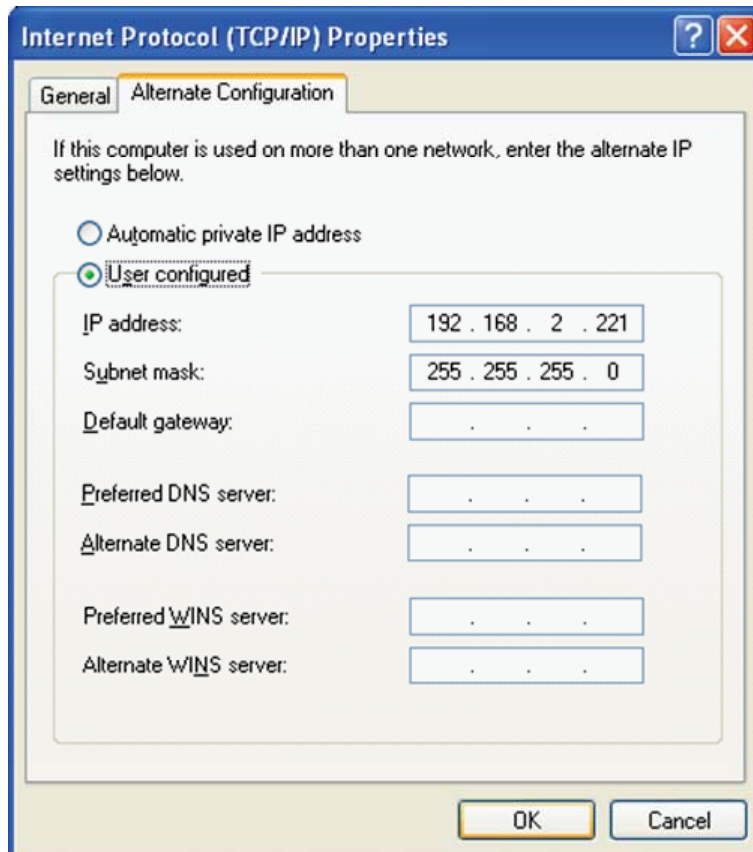 Internet Protocol (TCP/IP) Properties
?
General
Alternate Configuration
If this computer is used on more than one network, enter the alternate IP
settings below.
Automatic private IP address
User configured
IP address: 192 . 168 . 2 . 221
Subnet mask: 255 . 255 . 255 . 0
Default gateway: . . .
Preferred DNS server: . . .
Alternate DNS server: . . .
Preferred WINS server: . . .
Alternate WINS server: . . .
OK
Cancel